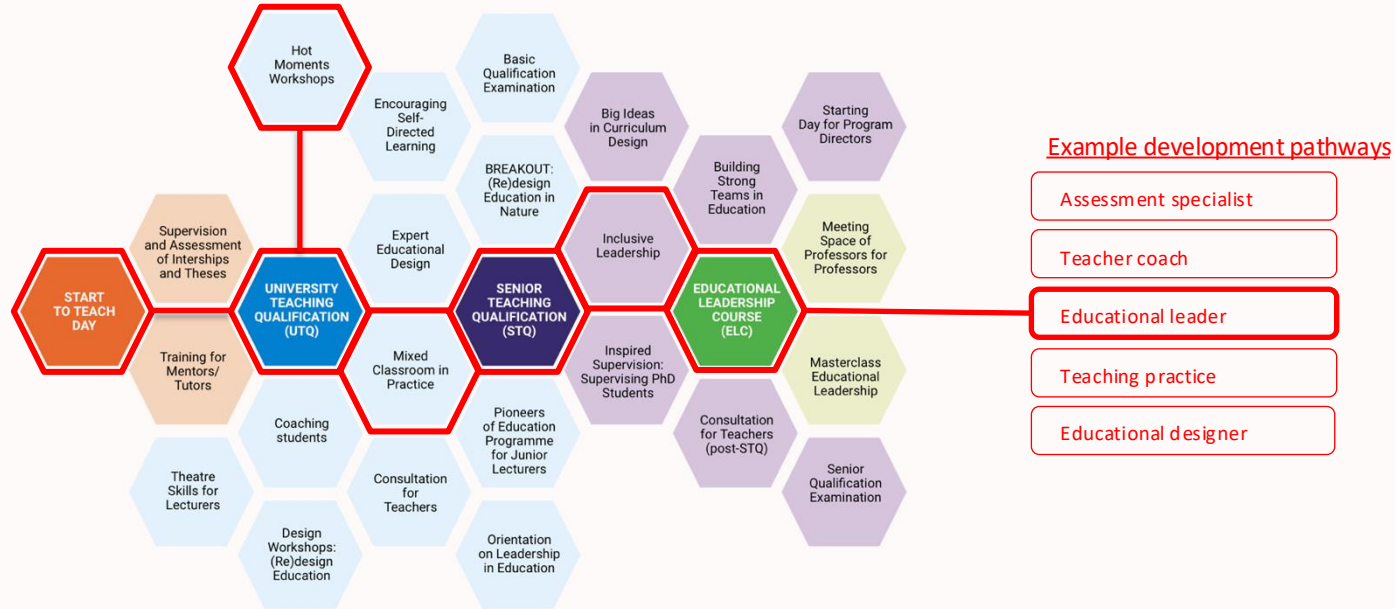 Hot
Moments
Workshops
Basic
Qualification
Examination
Encouraging
Self-
Directed
Learning
Big Ideas
in Curriculum
Design
Starting
Day for Program
Directors
BREAKOUT:
(Re)design
Education in
Nature
Building
Strong
Teams in
Education
Supervision
and Assessment
of Interships
and Theses
Expert
Educational
Design
Inclusive
Leadership
Meeting
Space of
Professors for
Professors
START
TO TEACH
DAY
UNIVERSITY
TEACHING
QUALIFICATION
(UTQ)
SENIOR
TEACHING
QUALIFICATION
(STQ)
EDUCATIONAL
LEADERSHIP
COURSE
(ELC)
Training for
Mentors/
Tutors
Mixed
Classroom in
Practice
Inspired
Supervision:
Supervising PhD
Students
Masterclass
Educational
Leadership
Coaching
students
Pioneers
of Education
Programme
for Junior
Lecturers
Consultation
for Teachers
(post-STQ)
Theatre
Skills for
Lecturers
Consultation
for
Teachers
Senior
Qualification
Examination
Design
Workshops:
(Re)design
Education
Orientation
on Leadership
in Education
Example development pathways
Assessment specialist
Teacher coach
Educational leader
Teaching practice
Educational designer